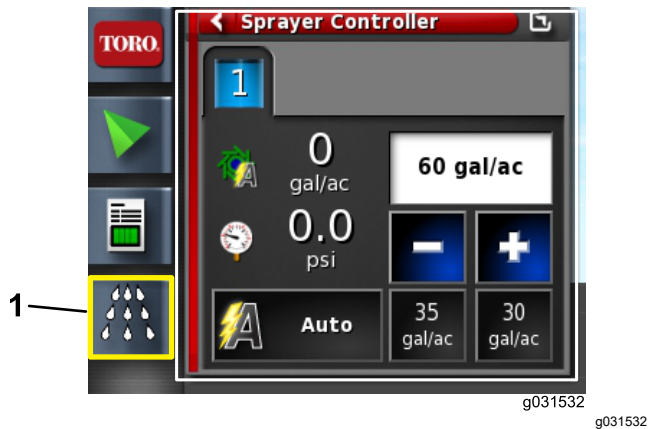 TORO.
Sprayer Controller
1
0
gal/ac
60 gal/ac
0.0
psi
1
A Auto
35
gal/ac
30
gal/ac
g031532
g031532